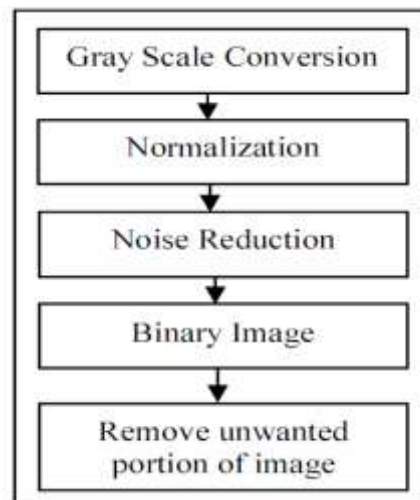 Gray Scale Conversion
Normalization
Noise Reduction
Binary Image
Remove unwanted
portion of image